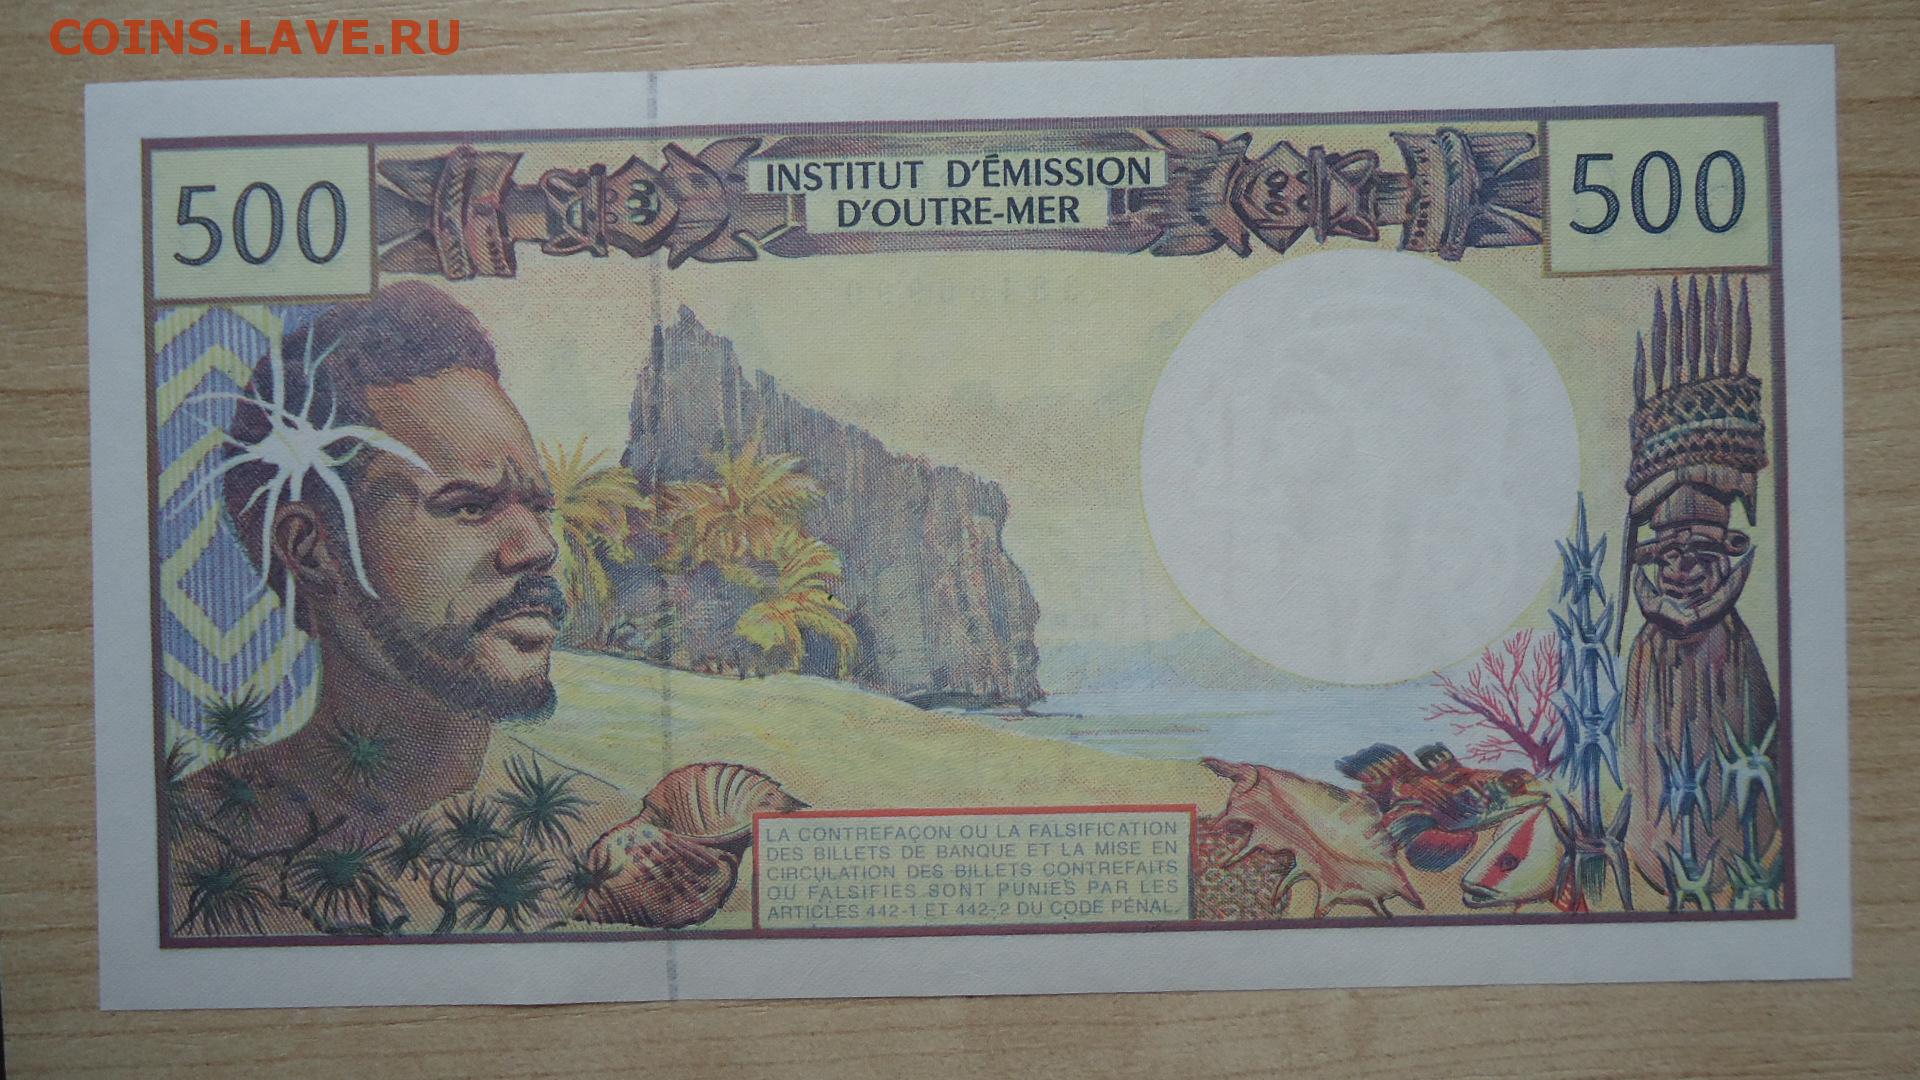 COINS.LAVE.RU
500
INSTITUT D'ÉMISSION
D'OUTRE-MER
500
LA CONTREFAÇON OU LA FALSIFICATION
DES BILLETS DE BANQUE ET LA MISE EN
CIRCULATION DES BILLETS CONTREFAITS
OU FALSIFIÉS SONT PUNIES PAR LES
ARTICLES 442-1 ET 442-2 DU CODE PÉNAL.